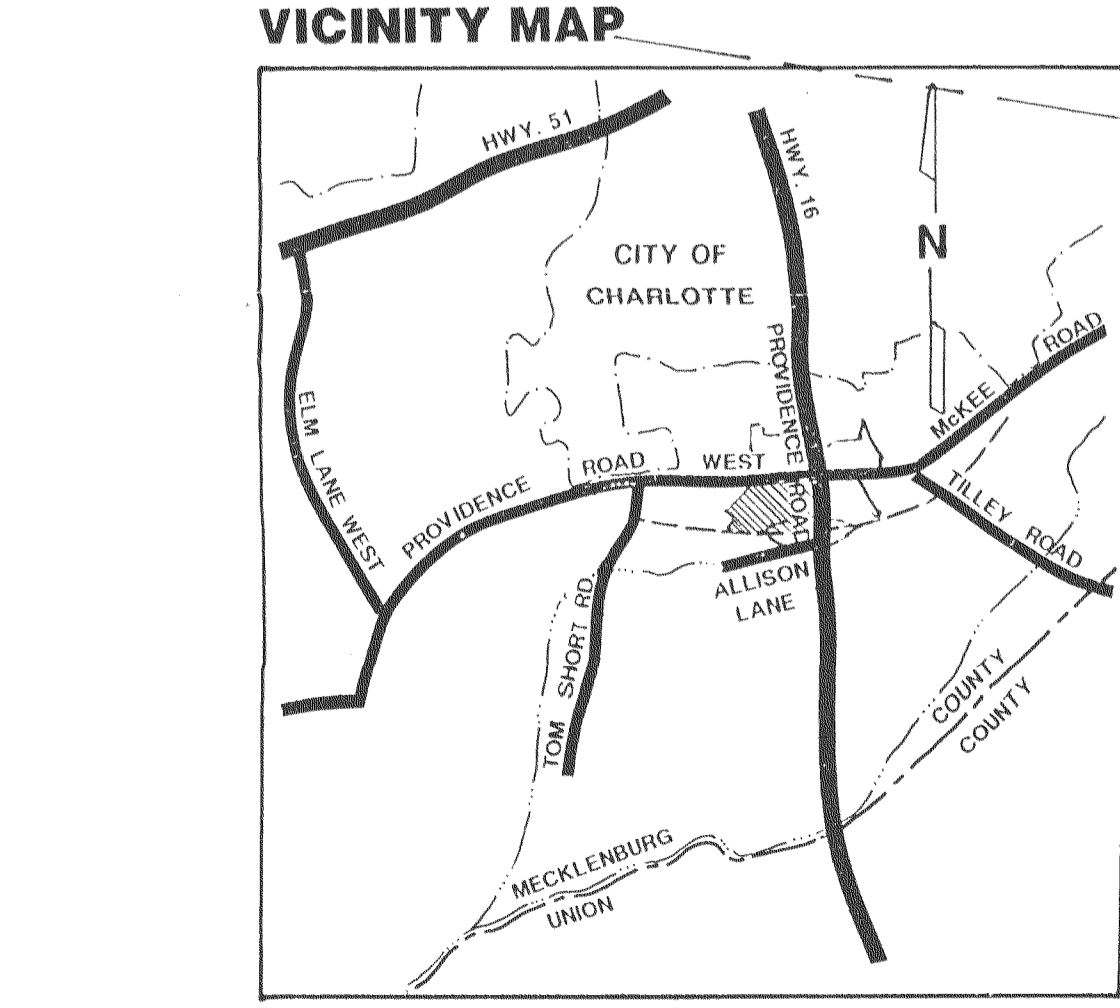 VICINITY MAP
HWY. 51
HWY. 16
N
CITY OF
CHARLOTTE
PROVIDENCE ROAD
McKEE ROAD
ELM LANE WEST
PROVIDENCE ROAD WEST
TILLEY ROAD
ALLISON
LANE
TOM SHORT RD.
COUNTY
COUNTY
MECKLENBURG
UNION